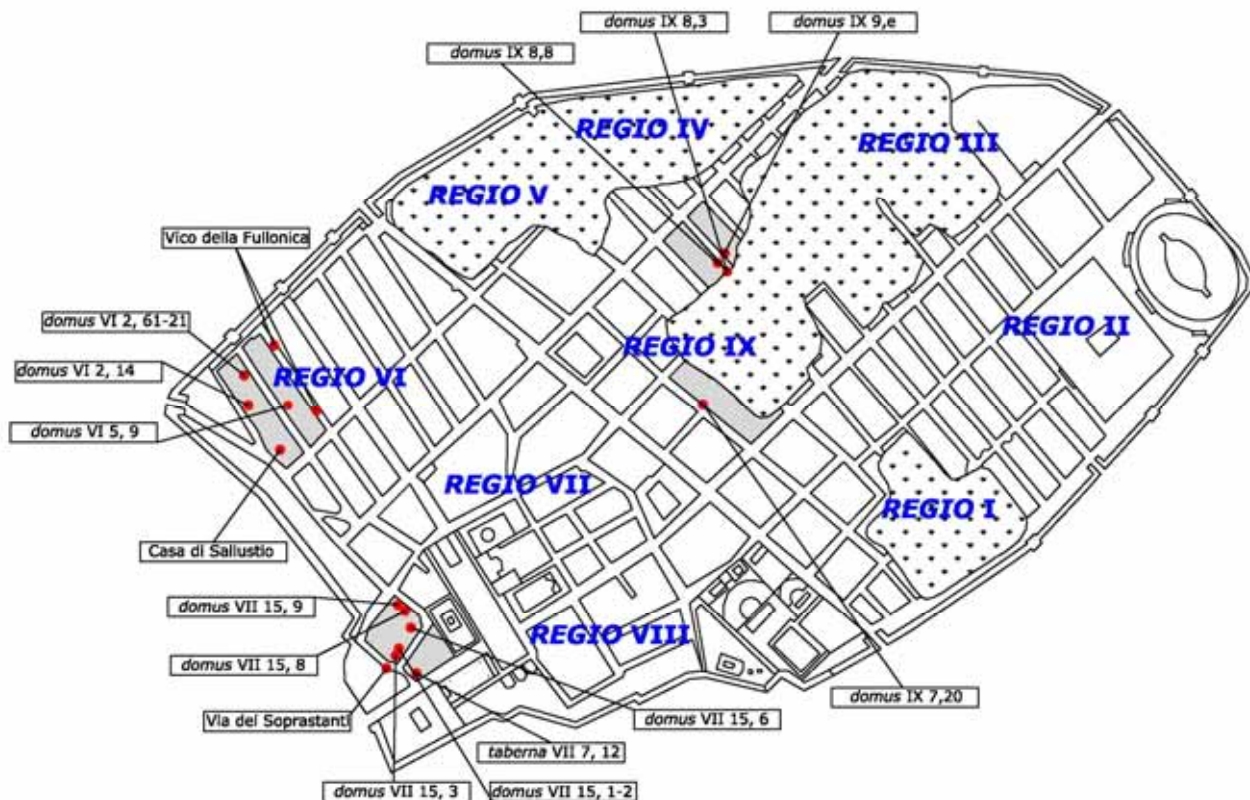 domus IX 8,3
domus IX 9,e
domus IX 8,8
REGIO IV
REGIO III
REGIO V
Vico della Fullonica
domus VI 2, 61-21
REGIO II
REGIO IX
domus VI 2, 14
REGIO VI
domus VI 5, 9
REGIO VII
REGIO I
Casa di Sallustio
domus VII 15, 9
REGIO VIII
domus VII 15, 8
domus IX 7,20
Via dei Soprastanti
domus VII 15, 6
taberna VII 7, 12
domus VII 15, 3
domus VII 15, 1-2